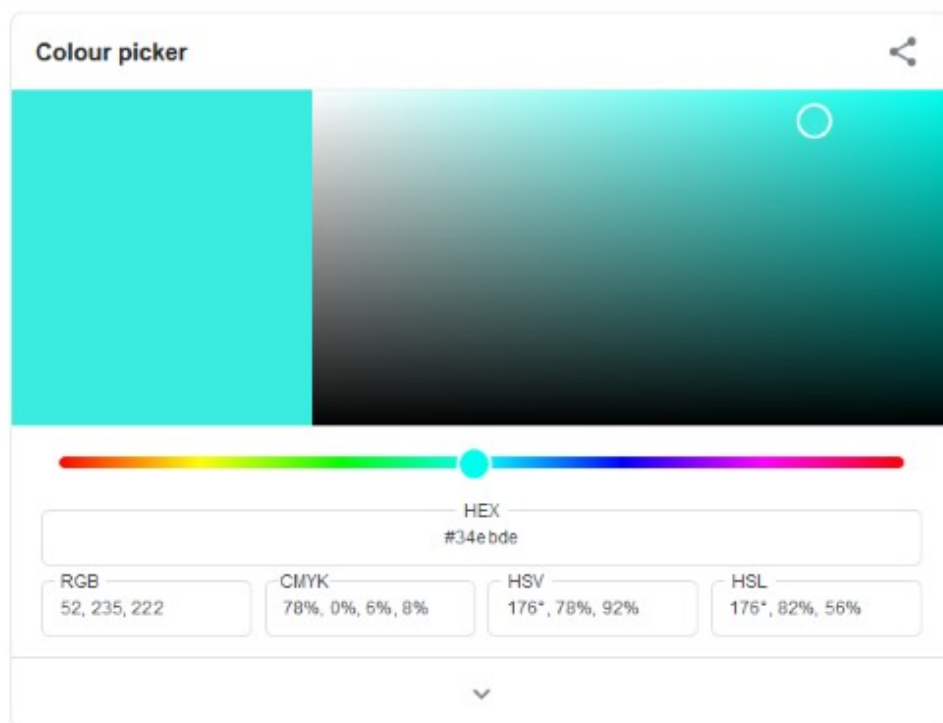 Colour picker
HEX
#34ebde
RGB
52, 235, 222
CMYK
78%, 0%, 6%, 8%
HSV
176°, 78%, 92%
HSL
176°, 82%, 56%